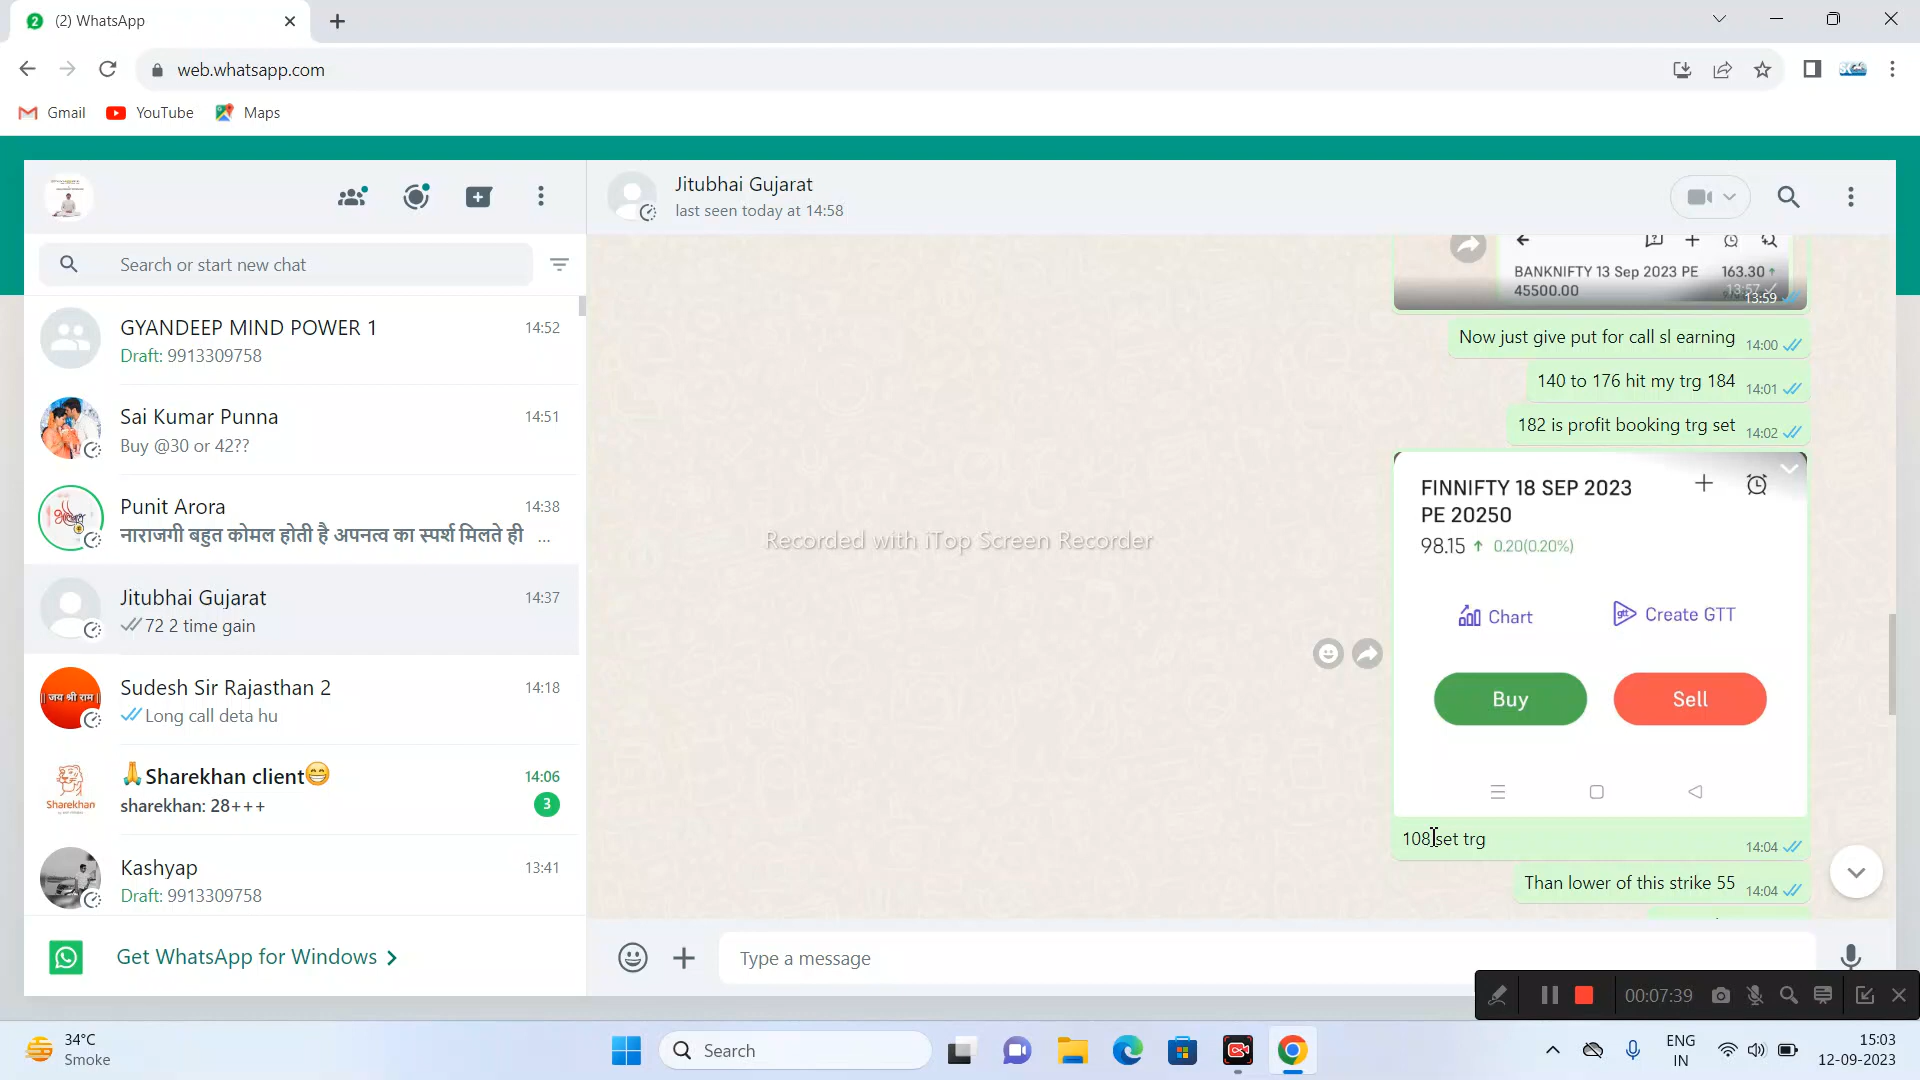 (2) WhatsApp
web.whatsapp.com
Gmail
YouTube
Maps
Search or start new chat
GYANDEEP MIND POWER 1
14:52
Draft: 9913309758
Sai Kumar Punna
14:51
Buy @30 or 42??
Punit Arora
14:38
नाराजगी बहुत कोमल होती है अपनत्व का स्पर्श मिलते ही ...
Jitubhai Gujarat
14:37
72 2 time gain
Sudesh Sir Rajasthan 2
14:18
Long call deta hu
🙏Sharekhan client😁
14:06
sharekhan: 28+++
3
Sharekhan
Kashyap
13:41
Draft: 9913309758
Get WhatsApp for Windows
Jitubhai Gujarat
last seen today at 14:58
BANKNIFTY 13 Sep 2023 PE
45500.00
163.30
13:57
13:59
Now just give put for call sl earning
14:00
140 to 176 hit my trg 184
14:01
182 is profit booking trg set
14:02
FINNIFTY 18 SEP 2023
PE 20250
98.15 0.20(0.20%)
Chart
Create GTT
Buy
Sell
108 set trg
14:04
Than lower of this strike 55
14:04
Recorded with iTop Screen Recorder
Type a message
00:07:39
34°C
Smoke
Search
ENG
IN
15:03
12-09-2023